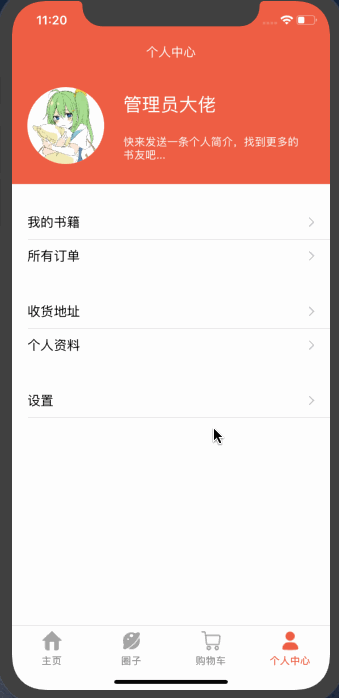 11:20
个人中心
管理员大佬
快来发送一条个人简介，找到更多的
书友吧...
我的书籍
所有订单
收货地址
个人资料
设置
主页
圈子
购物车
个人中心